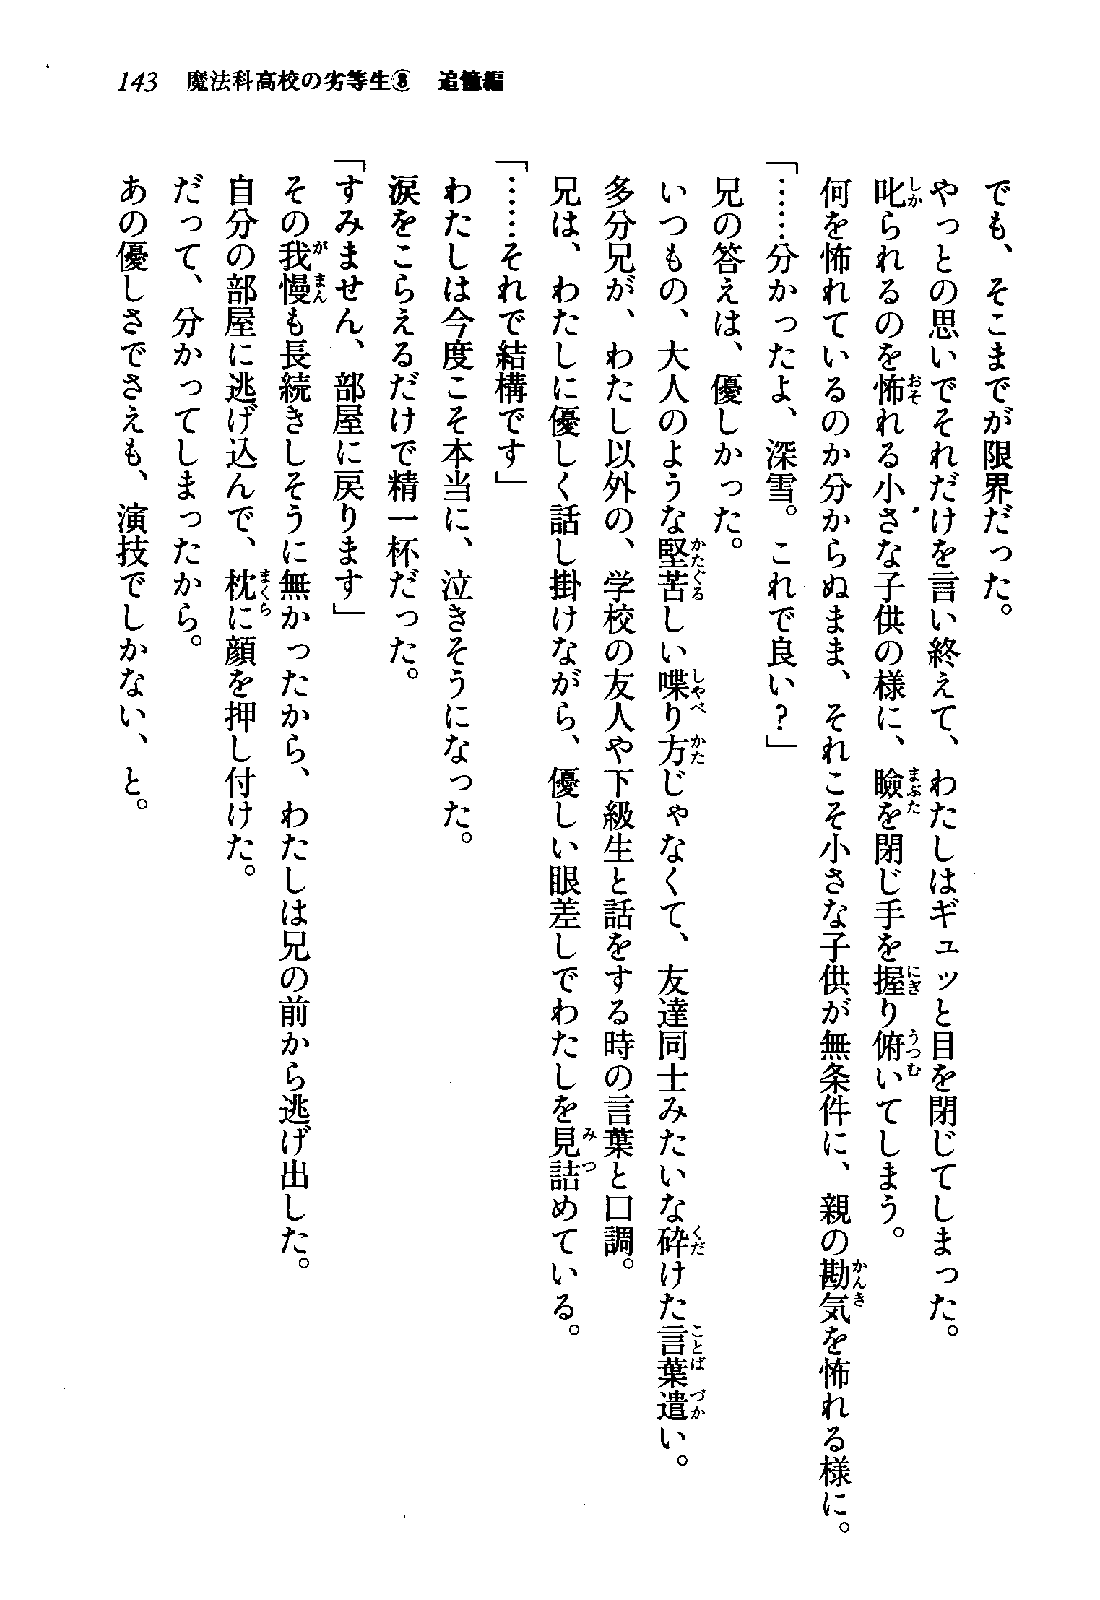 143　魔法科高校の劣等生⑧　追憶編
でも、そこまでが限界だった。
やっとの思いでそれだけを言い終えて、わたしはギュッと目を閉じてしまった。
叱られるのを怖れる小さな子供の様に、瞼を閉じ手を握り俯いてしまう。
何を怖れているのか分からぬまま、それこそ小さな子供が無条件に、親の勘気を怖れる様に。
「……分かったよ、深雪。これで良い？」
兄の答えは、優しかった。
いつもの、大人のような堅苦しい喋り方じゃなくて、友達同士みたいな砕けた言葉遣い。
多分兄が、わたし以外の、学校の友人や下級生と話をする時の言葉と口調。
兄は、わたしに優しく話し掛けながら、優しい眼差しでわたしを見詰めている。
「……それで結構です」
わたしは今度こそ本当に、泣きそうになった。
涙をこらえるだけで精一杯だった。
「すみません、部屋に戻ります」
その我慢も長続きしそうに無かったから、わたしは兄の前から逃げ出した。
自分の部屋に逃げ込んで、枕に顔を押し付けた。
だって、分かってしまったから。
あの優しさでさえも、演技でしかない、と。